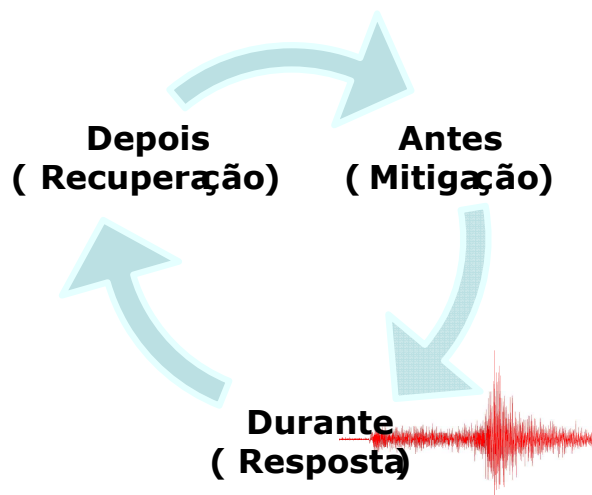 Depois
( Recuperação)
Antes
( Mitigação)
Durante
( Resposta)